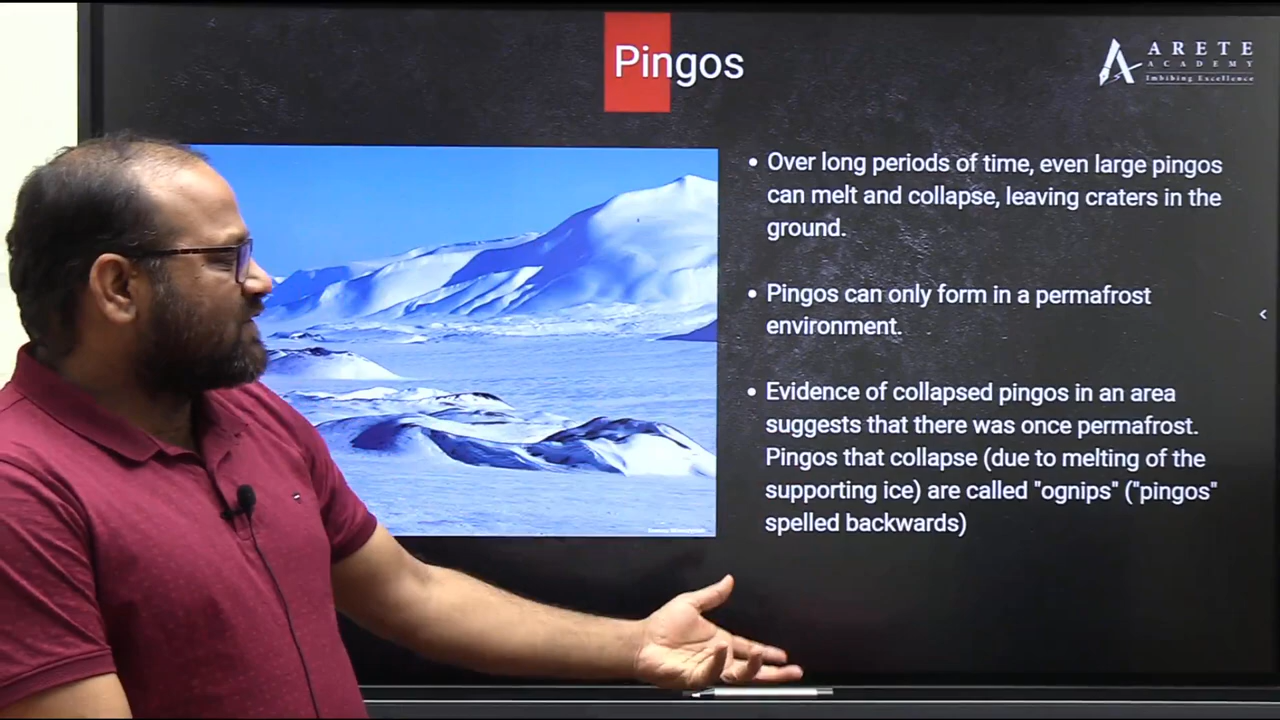 Pingos
ARETE
ACADEMY
Imbibing Excellence
• Over long periods of time, even large pingos
can melt and collapse, leaving craters in the
ground.
• Pingos can only form in a permafrost
environment.
• Evidence of collapsed pingos in an area
suggests that there was once permafrost.
Pingos that collapse (due to melting of the
supporting ice) are called "ognips" ("pingos"
spelled backwards)